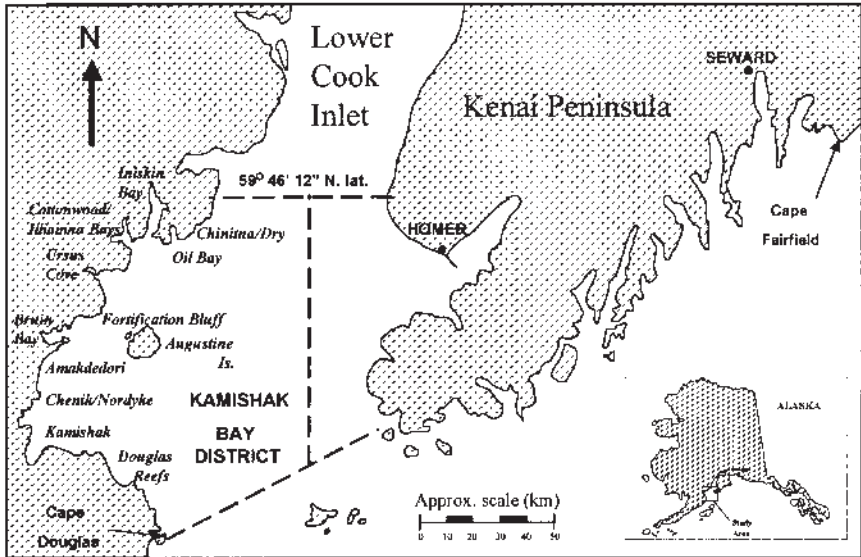 N
Lower
Cook
Inlet
SEWARD
Kenai Peninsula
Iniskin
Bay
59° 46' 12" N. lat.
Cottonwood/
Iliamna Bays
Chinitna/Dry
Cape
Fairfield
HOMER
Oil Bay
Ursus
Cove
Bruin
Bay
Fortification Bluff
Augustine
Is.
Amakdedori
Chenik/Nordyke
KAMISHAK
BAY
DISTRICT
Kamishak
Douglas
Reefs
ALASKA
Cape
Douglas
Approx. scale (km)
0 10 20 30 40 50
Study
Area